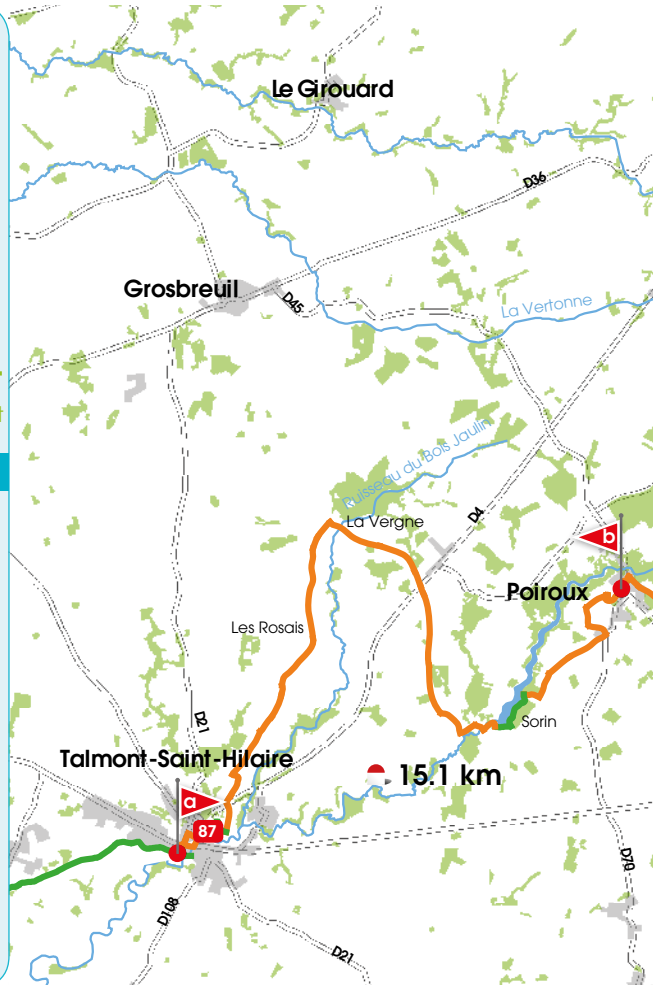 Le Girouard
D36
Grosbreuil
D45
La Vertonne
Ruisseau du Bois Jaulin
La Vergne
D4
b
Poiroux
Les Rosais
D21
Sorin
Talmont-Saint-Hilaire
15.1 km
a
87
D70
D108
D21